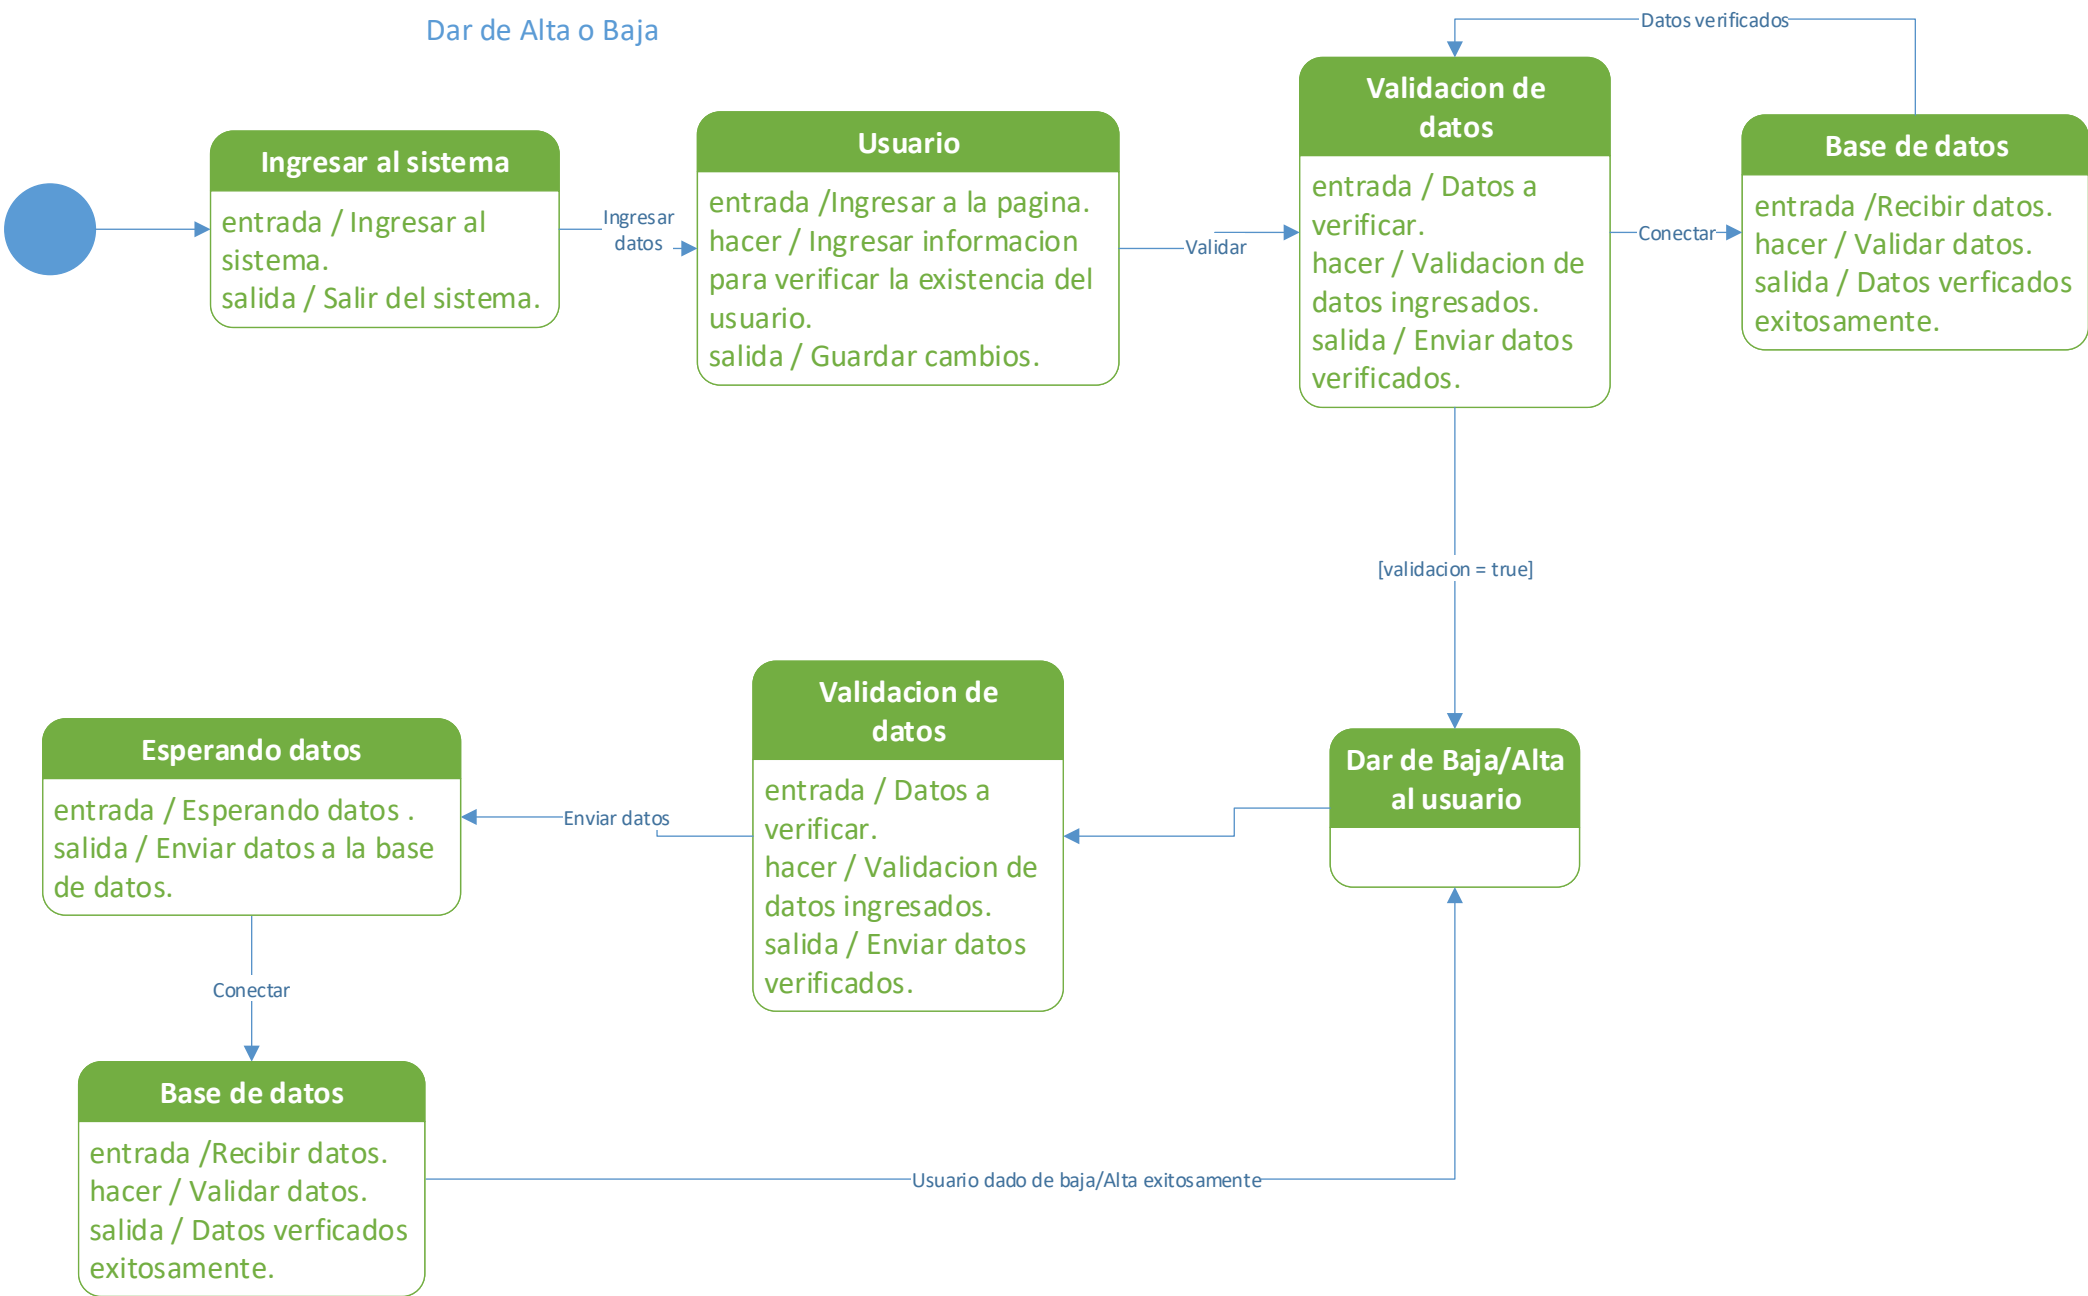 Dar de Alta o Baja
Datos verificados
Ingresar al sistema
entrada / Ingresar al
sistema.
salida / Salir del sistema.
Ingresar
datos
Usuario
entrada /Ingresar a la pagina.
hacer / Ingresar informacion
para verificar la existencia del
usuario.
salida / Guardar cambios.
Validar
Validacion de
datos
entrada / Datos a
verificar.
hacer / Validacion de
datos ingresados.
salida / Enviar datos
verificados.
Conectar
Base de datos
entrada /Recibir datos.
hacer / Validar datos.
salida / Datos verficados
exitosamente.
[validacion = true]
Dar de Baja/Alta
al usuario
Validacion de
datos
entrada / Datos a
verificar.
hacer / Validacion de
datos ingresados.
salida / Enviar datos
verificados.
Enviar datos
Esperando datos
entrada / Esperando datos .
salida / Enviar datos a la base
de datos.
Conectar
Base de datos
entrada /Recibir datos.
hacer / Validar datos.
salida / Datos verficados
exitosamente.
Usuario dado de baja/Alta exitosamente